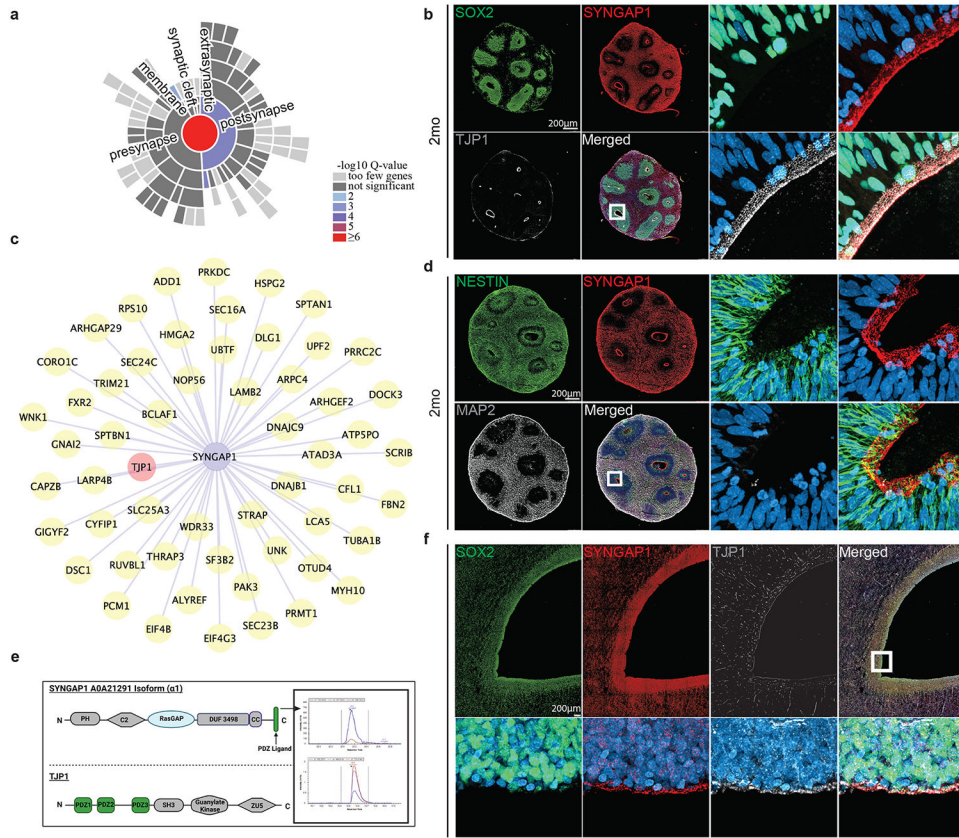 a
synaptic cleft
extrasynaptic
membrane
postsynapse
presynapse
-log10 Q-value
too few genes
not significant
2
3
4
5
≥6
b
2mo
SOX2
SYNGAP1
200µm
TJP1
Merged
c
PRKDC
ADD1
HSPG2
RPS10
SEC16A
SPTAN1
ARHGAP29
HMGA2
DLG1
UBTF
UPF2
CORO1C
SEC24C
PRRC2C
NOP56
ARPC4
TRIM21
LAMB2
FXR2
ARHGEF2
DOCK3
BCLAF1
WNK1
DNAJC9
SPTBN1
ATP5PO
GNAI2
SYNGAP1
ATAD3A
SCRIB
TJP1
CAPZB
LARP4B
DNAJB1
CFL1
FBN2
SLC25A3
GIGYF2
CYFIP1
STRAP
LCA5
WDR33
TUBA1B
DSC1
RUVBL1
THRAP3
SF3B2
UNK
OTUD4
PCM1
ALYREF
PAK3
MYH10
PRMT1
EIF4B
SEC23B
EIF4G3
d
2mo
NESTIN
SYNGAP1
200µm
MAP2
Merged
e
SYNGAP1 A0A21291 Isoform (α1)
N
PH
C2
RasGAP
DUF 3498
CC
C
PDZ Ligand
TJP1
N
PDZ1
PDZ2
PDZ3
SH3
Guanylate
Kinase
ZU5
C
f
SOX2
SYNGAP1
TJP1
Merged
200µm